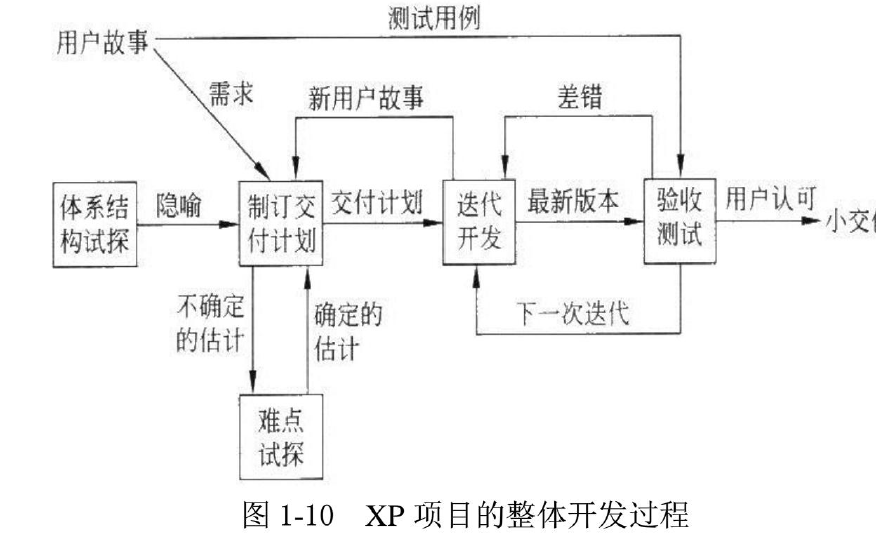 测试用例
用户故事
需求
新用户故事
差错
体系结
构试探
隐喻
制订交
付计划
交付计划
迭代
开发
最新版本
验收
测试
用户认可
小交
不确定
的估计
确定的
估计
下一次迭代
难点
试探
图 1-10 XP 项目的整体开发过程